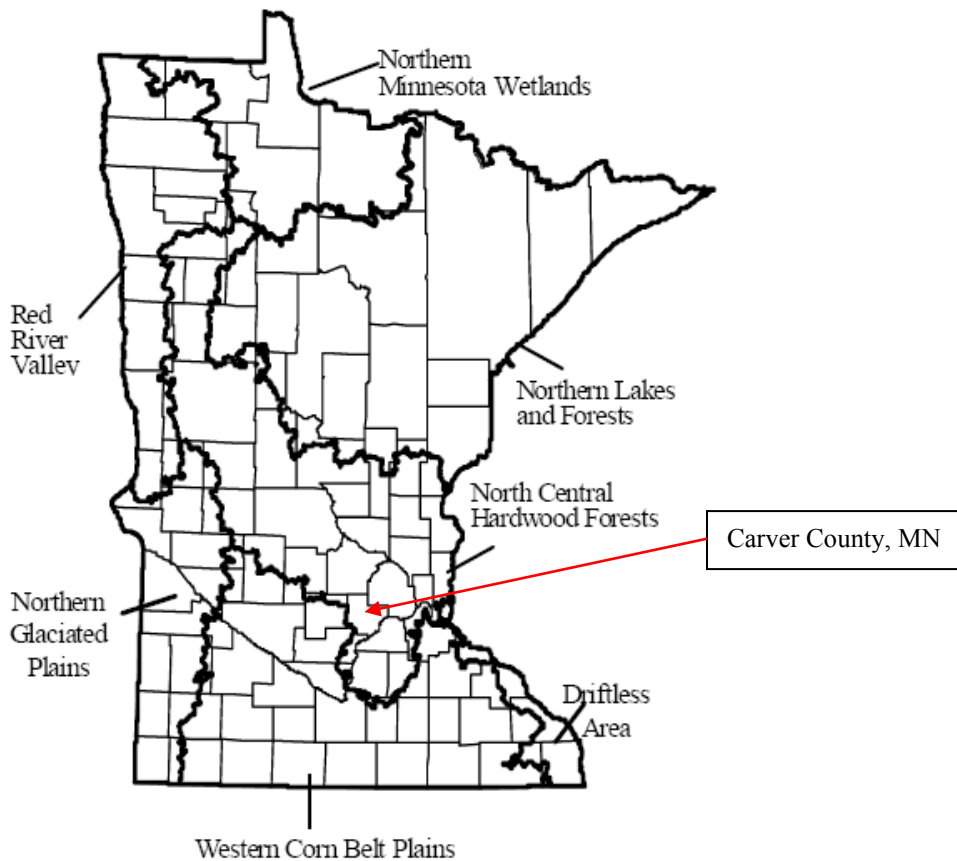 Northern
Minnesota Wetlands
Red
River
Valley
Northern Lakes
and Forests
North Central
Hardwood Forests
Carver County, MN
Northern
Glaciated
Plains
Driftless
Area
Western Corn Belt Plains